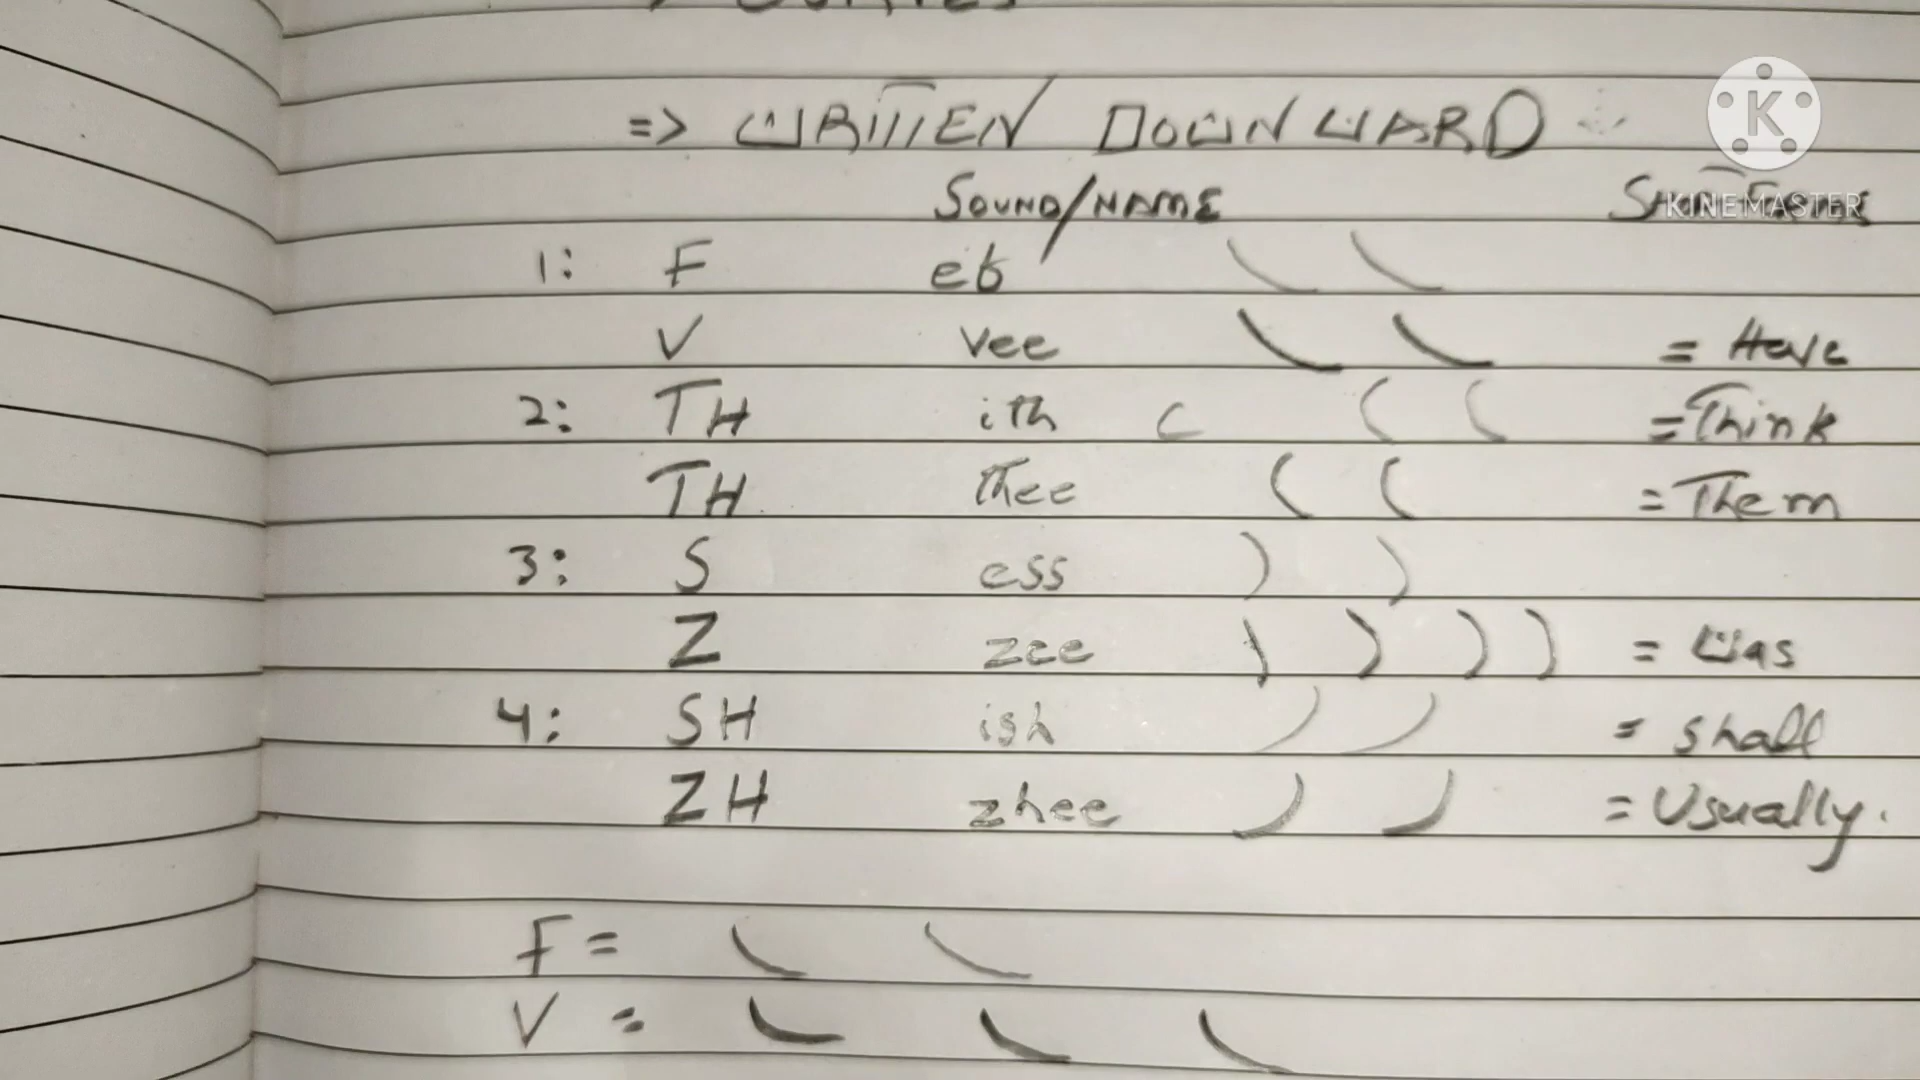 => WRITTEN DOWNWARD
SOUND/NAME
KINEMASTER
1: F ef
V Vee = Have
2: TH ith = Think
TH thee = Them
3: S ess
Z zee = Was
4: SH ish = shall
ZH zhee = Usually.
F =
V =